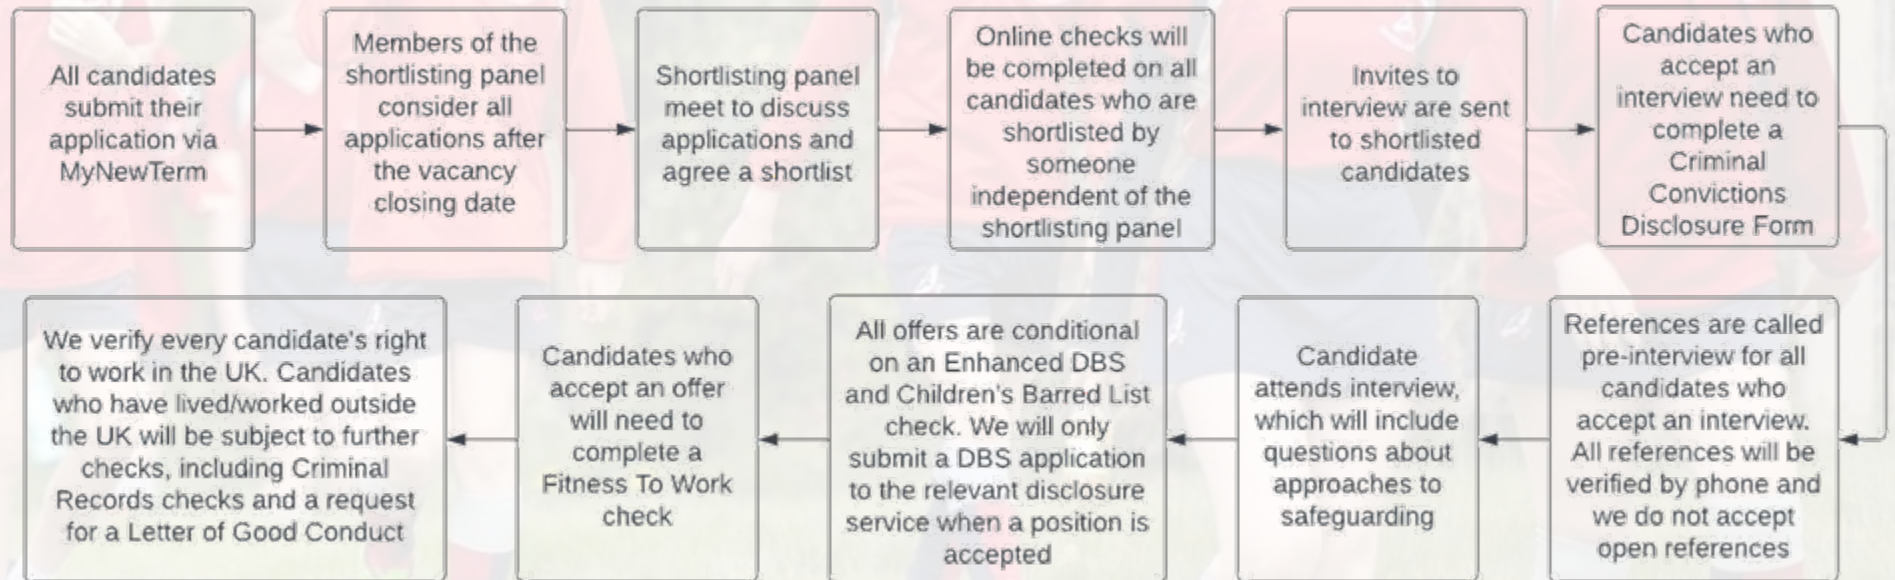 All candidates
submit their
application via
MyNewTerm
Members of the
shortlisting panel
consider all
applications after
the vacancy
closing date
Shortlisting panel
meet to discuss
applications and
agree a shortlist
Online checks will
be completed on all
candidates who are
shortlisted by
someone
independent of the
shortlisting panel
Invites to
interview are sent
to shortlisted
candidates
Candidates who
accept an
interview need to
complete a
Criminal
Convictions
Disclosure Form
References are called
pre-interview for all
candidates who
accept an interview.
All references will be
verified by phone and
we do not accept
open references
Candidate
attends interview,
which will include
questions about
approaches to
safeguarding
All offers are conditional
on an Enhanced DBS
and Children's Barred List
check. We will only
submit a DBS application
to the relevant disclosure
service when a position is
accepted
Candidates who
accept an offer
will need to
complete a
Fitness To Work
check
We verify every candidate's right
to work in the UK. Candidates
who have lived/worked outside
the UK will be subject to further
checks, including Criminal
Records checks and a request
for a Letter of Good Conduct